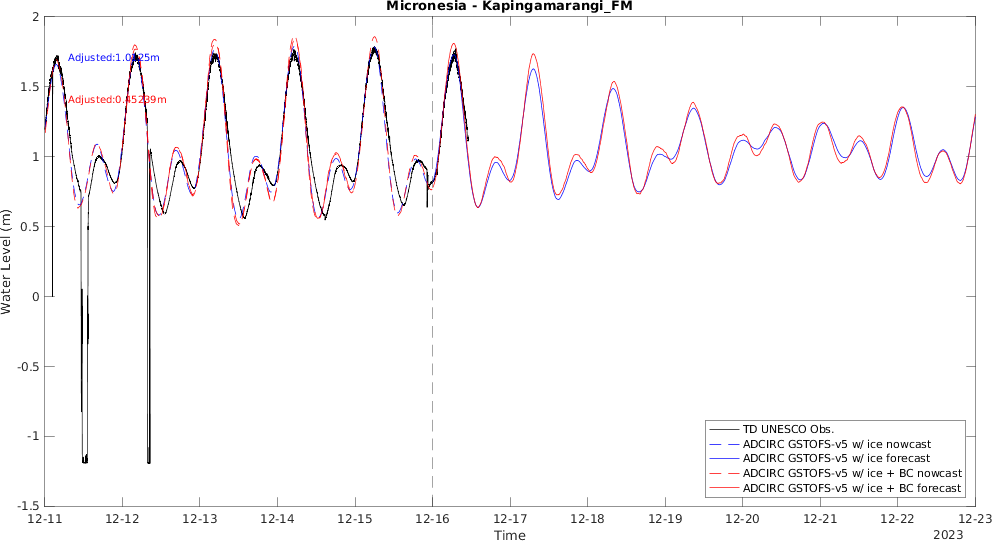 Micronesia - Kapingamarangi_FM
2
1.5
1
0.5
0
-0.5
-1
-1.5
Water Level (m)
Adjusted:0.45239m
TD UNESCO Obs.
ADCIRC GSTOFS-v5 w/ ice nowcast
ADCIRC GSTOFS-v5 w/ ice forecast
ADCIRC GSTOFS-v5 w/ ice + BC nowcast
ADCIRC GSTOFS-v5 w/ ice + BC forecast
12-11 12-12 12-13 12-14 12-15 12-16 12-17 12-18 12-19 12-20 12-21 12-22 12-23
Time
2023